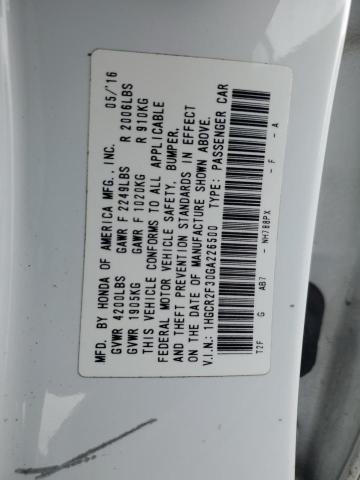 MFD. BY HONDA OF AMERICA MFG., INC. 05/'16
GVWR 4200LBS GAWR F 2249LBS R 2006LBS
GVWR 1905KG GAWR F 1020KG R 910KG
THIS VEHICLE CONFORMS TO ALL APPLICABLE
FEDERAL MOTOR VEHICLE SAFETY, BUMPER,
AND THEFT PREVENTION STANDARDS IN EFFECT
ON THE DATE OF MANUFACTURE SHOWN ABOVE.
V.I.N.: 1HGCR2F30GA226500 TYPE: PASSENGER CAR
T2F G AB7 - NH788PX - F - A